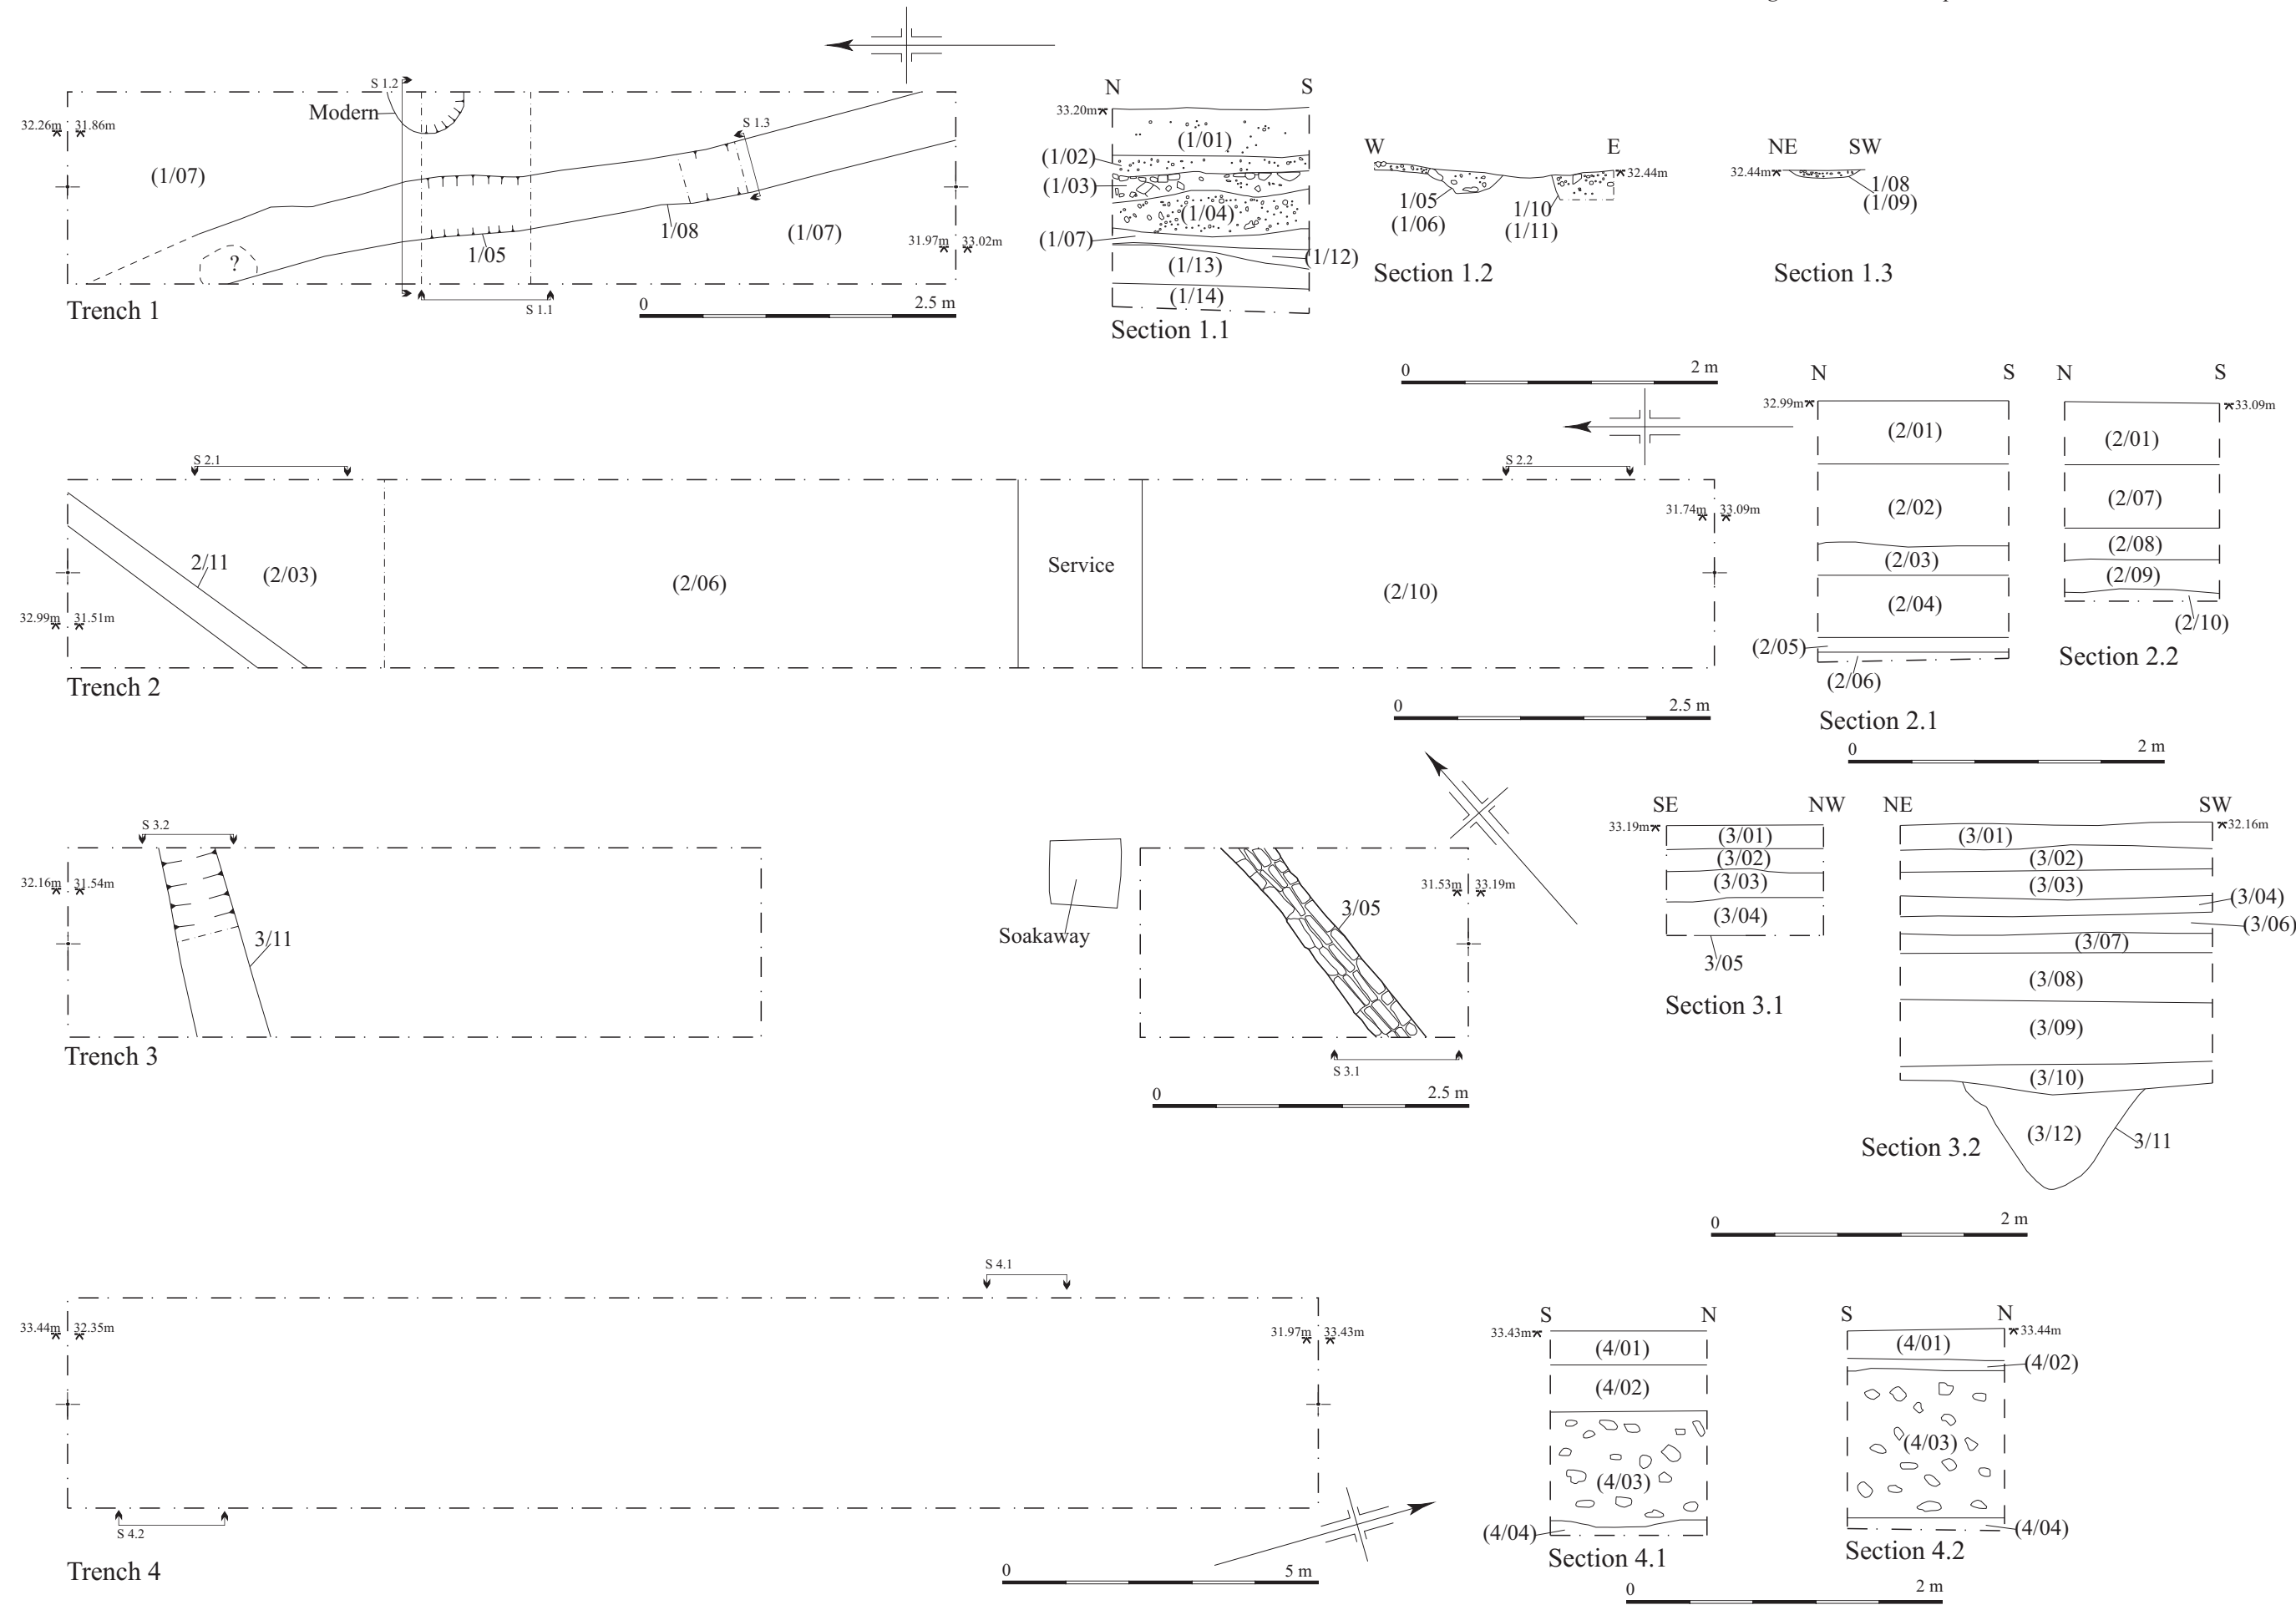 S 1.2
Modern
S 1.3
32.26m 31.86m
(1/07)
?
1/05
1/08
(1/07)
31.97m 33.02m
S 1.1
Trench 1
0 2.5 m
N S
33.20m
(1/01)
(1/02)
(1/03)
(1/04)
(1/07)
(1/12)
(1/13)
(1/14)
Section 1.1
W E
32.44m
1/05
(1/06)
1/10
(1/11)
Section 1.2
NE SW
32.44m
1/08
(1/09)
Section 1.3
0 2 m
S 2.1
S 2.2
31.74m 33.09m
2/11
(2/03)
(2/06)
Service
(2/10)
32.99m 31.51m
Trench 2
0 2.5 m
N S
32.99m
(2/01)
(2/02)
(2/03)
(2/04)
(2/05)
(2/06)
Section 2.1
N S
33.09m
(2/01)
(2/07)
(2/08)
(2/09)
(2/10)
Section 2.2
0 2 m
S 3.2
32.16m 31.54m
3/11
Trench 3
Soakaway
3/05
31.53m 33.19m
S 3.1
0 2.5 m
SE NW
33.19m
(3/01)
(3/02)
(3/03)
(3/04)
3/05
Section 3.1
NE SW
32.16m
(3/01)
(3/02)
(3/03)
(3/04)
(3/06)
(3/07)
(3/08)
(3/09)
(3/10)
(3/12)
3/11
Section 3.2
0 2 m
S 4.1
33.44m 32.35m
31.97m 33.43m
S 4.2
Trench 4
0 5 m
S N
33.43m
(4/01)
(4/02)
(4/03)
(4/04)
Section 4.1
S N
33.44m
(4/01)
(4/02)
(4/03)
(4/04)
Section 4.2
0 2 m